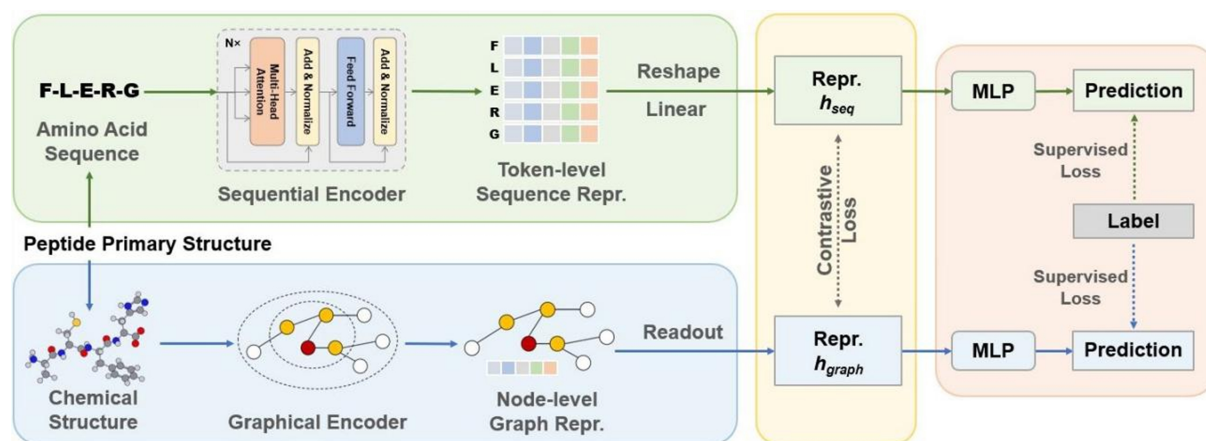 F-L-E-R-G
Amino Acid
Sequence
N×
Multi-Head
Attention
Add & Normalize
Feed Forward
Add & Normalize
Sequential Encoder
F
L
E
R
G
Token-level
Sequence Repr.
Reshape
Linear
Repr.
h_seq
MLP
Prediction
Supervised
Loss
Contrastive
Loss
Label
Peptide Primary Structure
Chemical
Structure
Graphical Encoder
Node-level
Graph Repr.
Readout
Repr.
h_graph
MLP
Prediction
Supervised
Loss